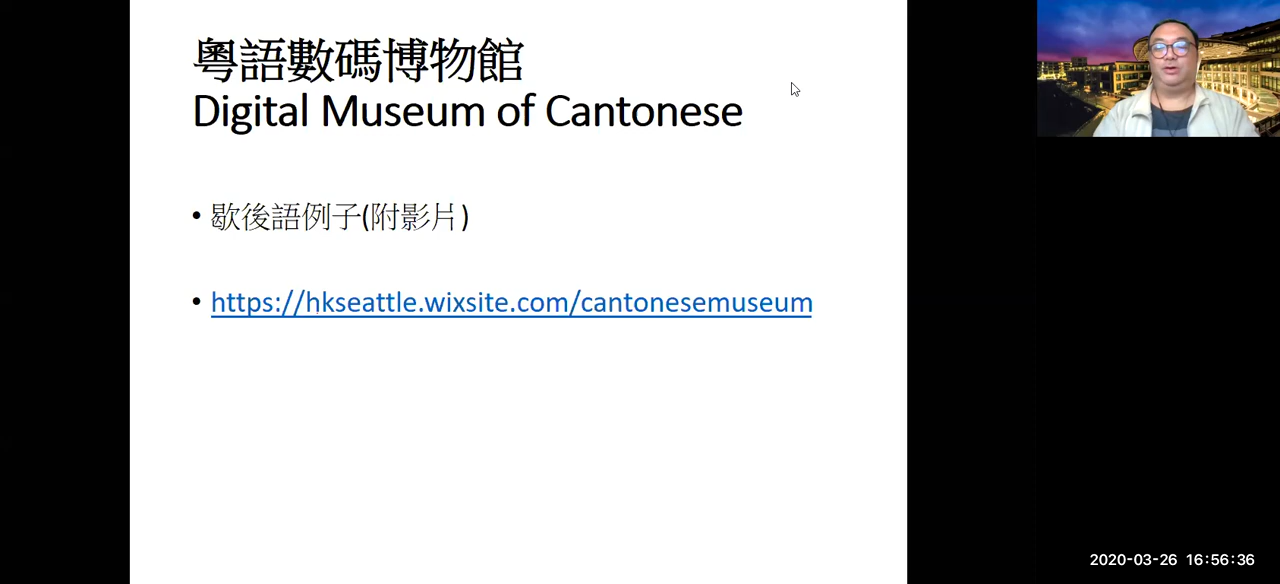 粵語數碼博物館
Digital Museum of Cantonese
• 歇後語例子(附影片)
• https://hkseattle.wixsite.com/cantonesemuseum
2020-03-26 16:56:36